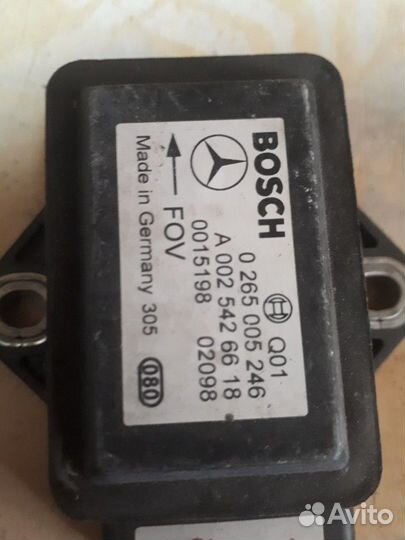 BOSCH
Q01
0 265 005 246
A 002 542 66 18
0015198 02098
FOV
Made in Germany 305
080
Avito